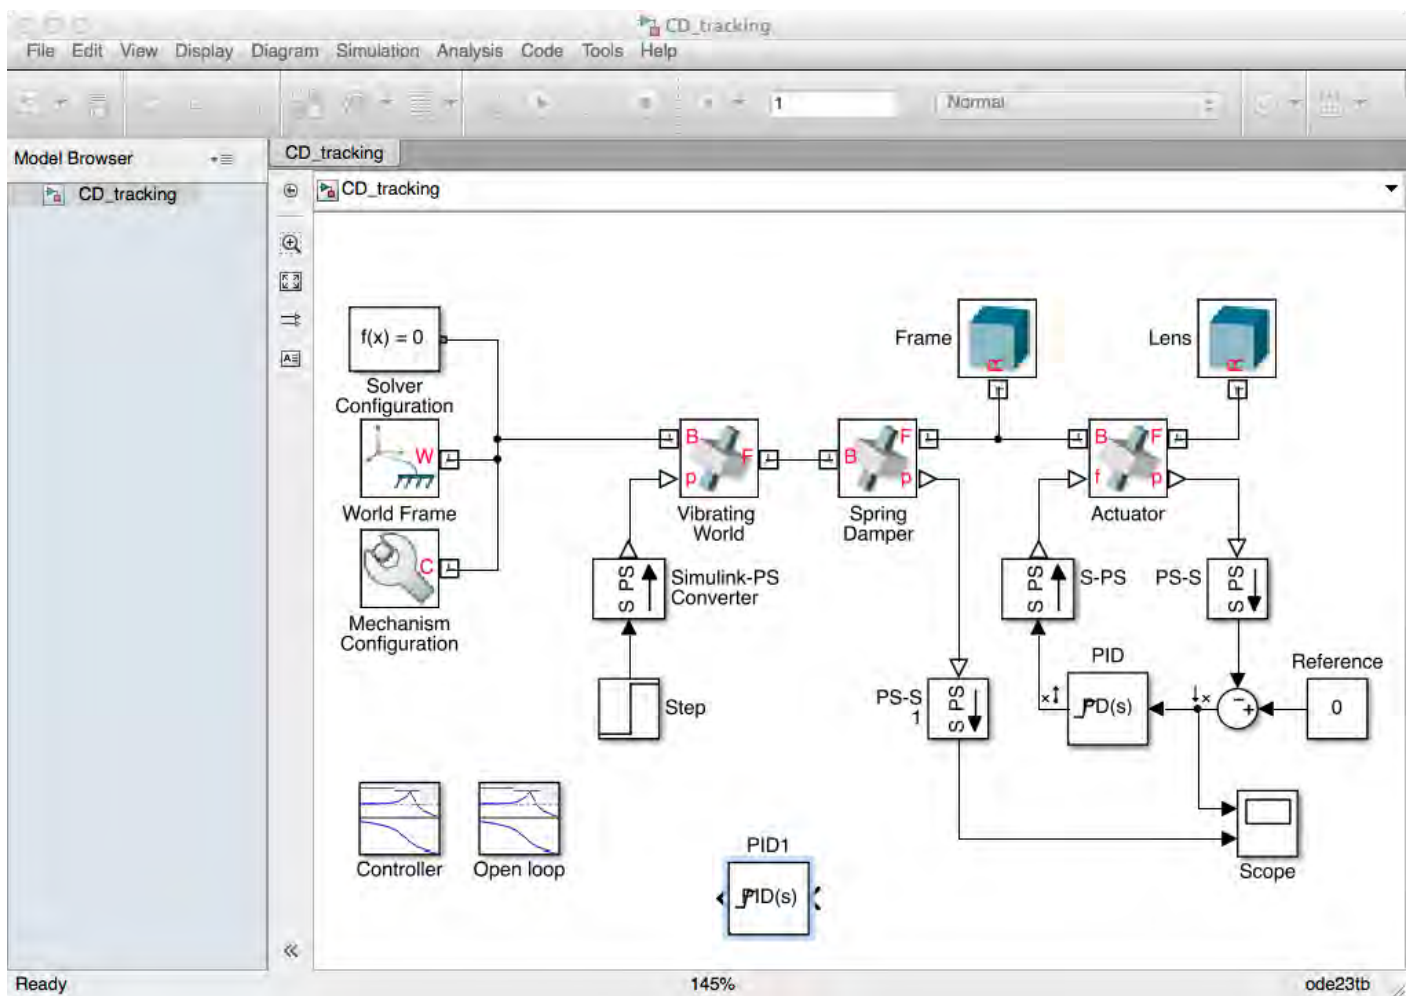 CD_tracking
File Edit View Display Diagram Simulation Analysis Code Tools Help
1
Normal
Model Browser
CD_tracking
CD_tracking
CD_tracking
f(x) = 0
Solver
Configuration
W
World Frame
C
Mechanism
Configuration
B
F
p
Vibrating
World
B
F
p
Spring
Damper
Frame
R
Lens
R
B
F
f
p
Actuator
S PS
Simulink-PS
Converter
Step
S PS
S-PS
PS-S
S PS
PS-S
1
S PS
PID
PD(s)
Reference
0
Scope
Controller
Open loop
PID1
PID(s)
Ready
145%
ode23tb